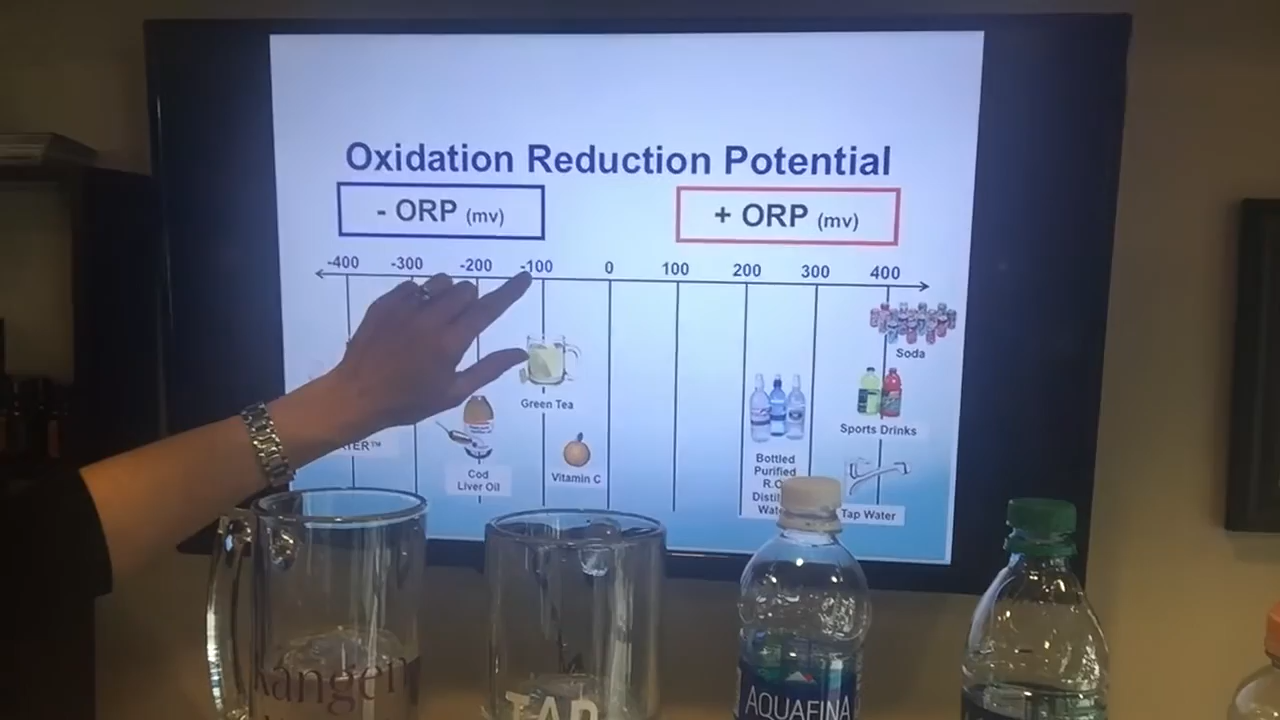 Oxidation Reduction Potential
- ORP (mv)
+ ORP (mv)
-400 -300 -200 -100 0 100 200 300 400
Soda
Green Tea
Sports Drinks
Cod
Liver Oil
Vitamin C
Bottled
Purified
Tap Water
Kangen
TAP
AQUAFINA